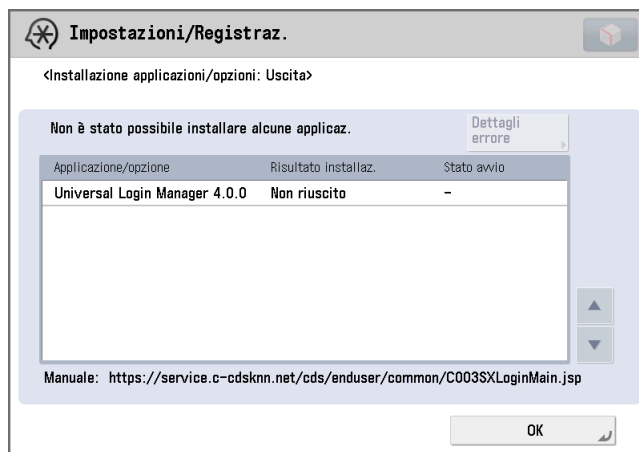 Impostazioni/Registraz.
<Installazione applicazioni/opzioni: Uscita>
Non è stato possibile installare alcune applicaz.
Dettagli
errore
Applicazione/opzione Risultato installaz. Stato avvio
Universal Login Manager 4.0.0 Non riuscito –
Manuale: https://service.c-cdsknn.net/cds/enduser/common/C003SXLoginMain.jsp
OK